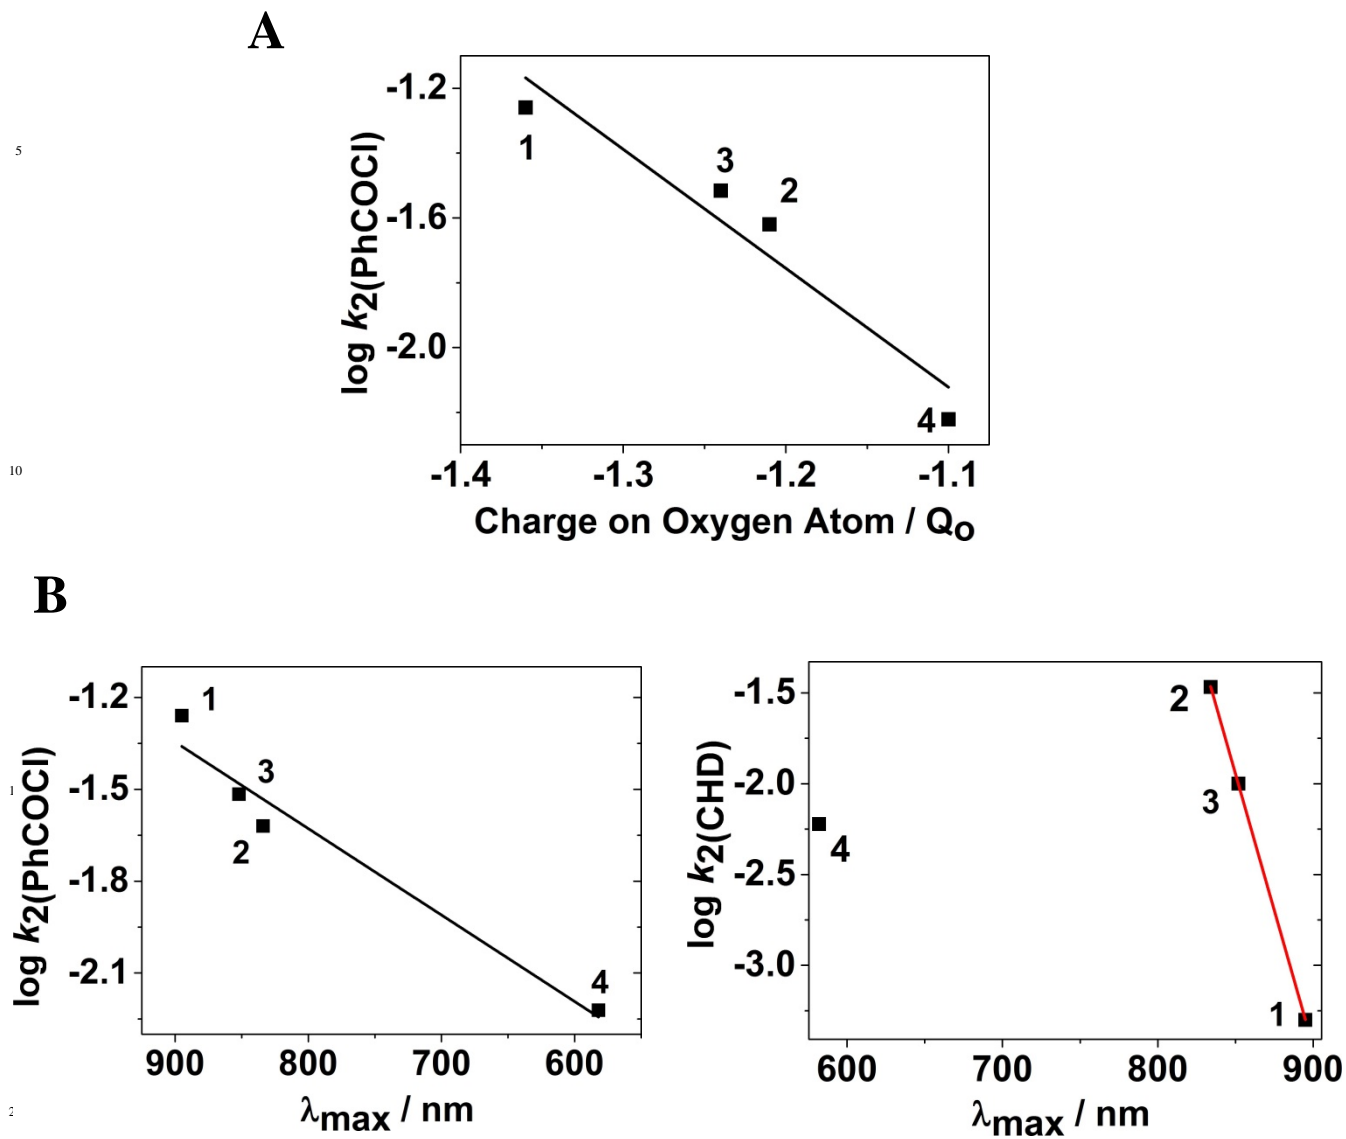 A
5
10
1
2
-1.2
-1.6
-2.0
log k2(PhCOCl)
1
3
2
4
-1.4 -1.3 -1.2 -1.1
Charge on Oxygen Atom / QO
B
-1.2
-1.5
-1.8
-2.1
log k2(PhCOCl)
1
3
2
4
900 800 700 600
λmax / nm
-1.5
-2.0
-2.5
-3.0
log k2(CHD)
2
3
4
1
600 700 800 900
λmax / nm